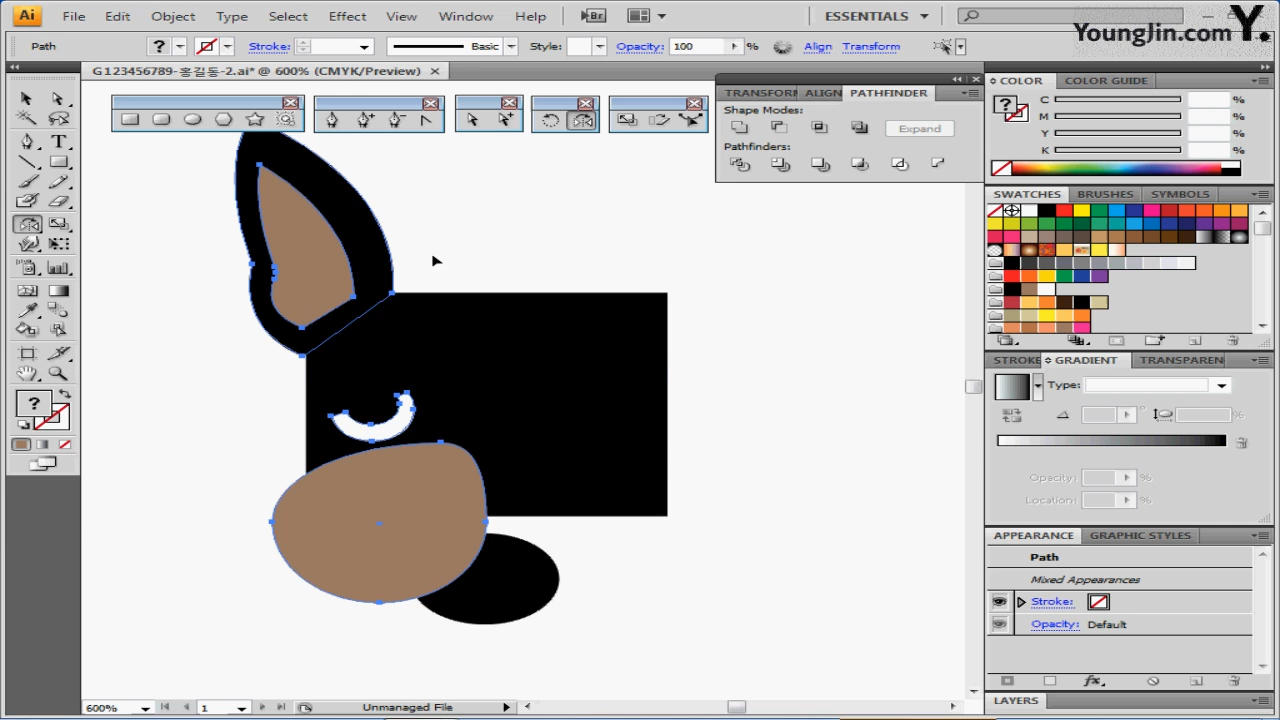 Ai File Edit Object Type Select Effect View Window Help Br ESSENTIALS
YoungJin.com Y.
Path ? Stroke: Basic Style: Opacity: 100 % Align Transform
G123456789-홍길동-2.ai* @ 600% (CMYK/Preview)
TRANSFORM ALIGN PATHFINDER
Shape Modes:
Expand
Pathfinders:
COLOR COLOR GUIDE
?
C %
M %
Y %
K %
SWATCHES BRUSHES SYMBOLS
STROKE GRADIENT TRANSPAREN
Type:
Opacity: %
Location: %
APPEARANCE GRAPHIC STYLES
Path
Mixed Appearances
Stroke:
Opacity: Default
fx
LAYERS
T
?
600% 1 Unmanaged File